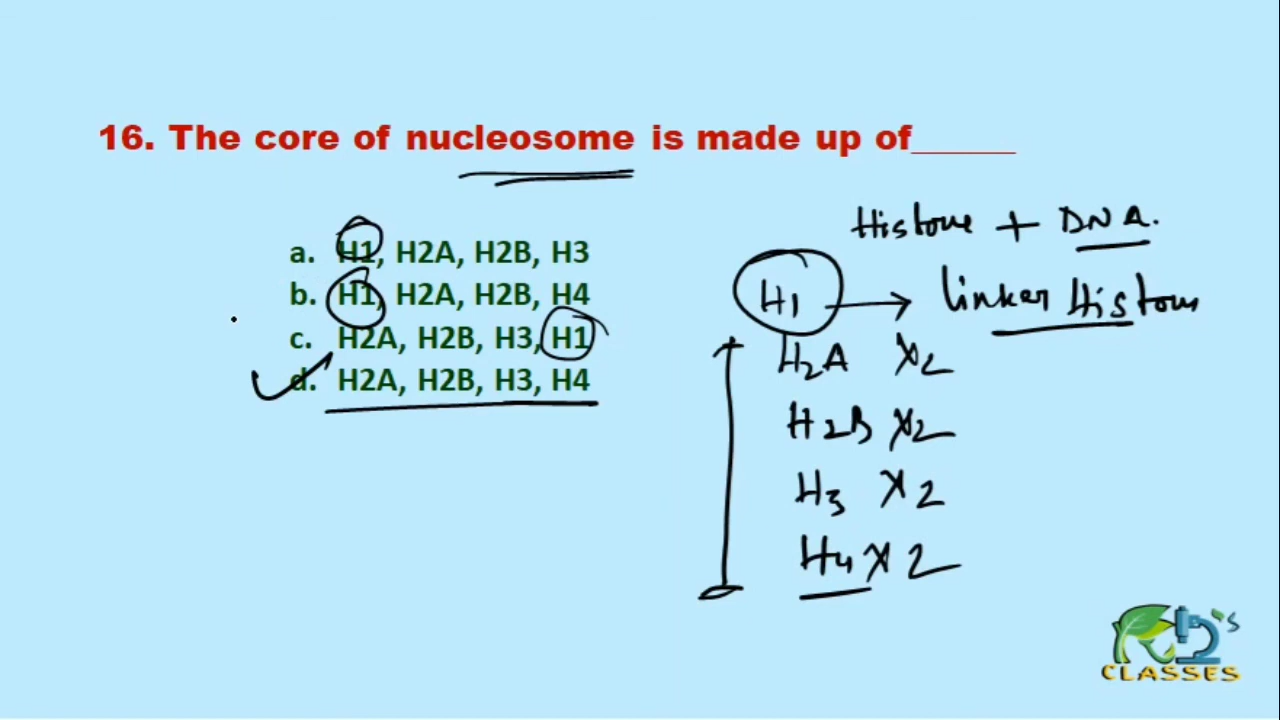 16. The core of nucleosome is made up of______
a. H1, H2A, H2B, H3
b. H1, H2A, H2B, H4
c. H2A, H2B, H3, H1
d. H2A, H2B, H3, H4
Histone + DNA.
H1 → linker Histone
H2A X2
H2B X2
H3 X2
H4 X2
RD's
CLASSES